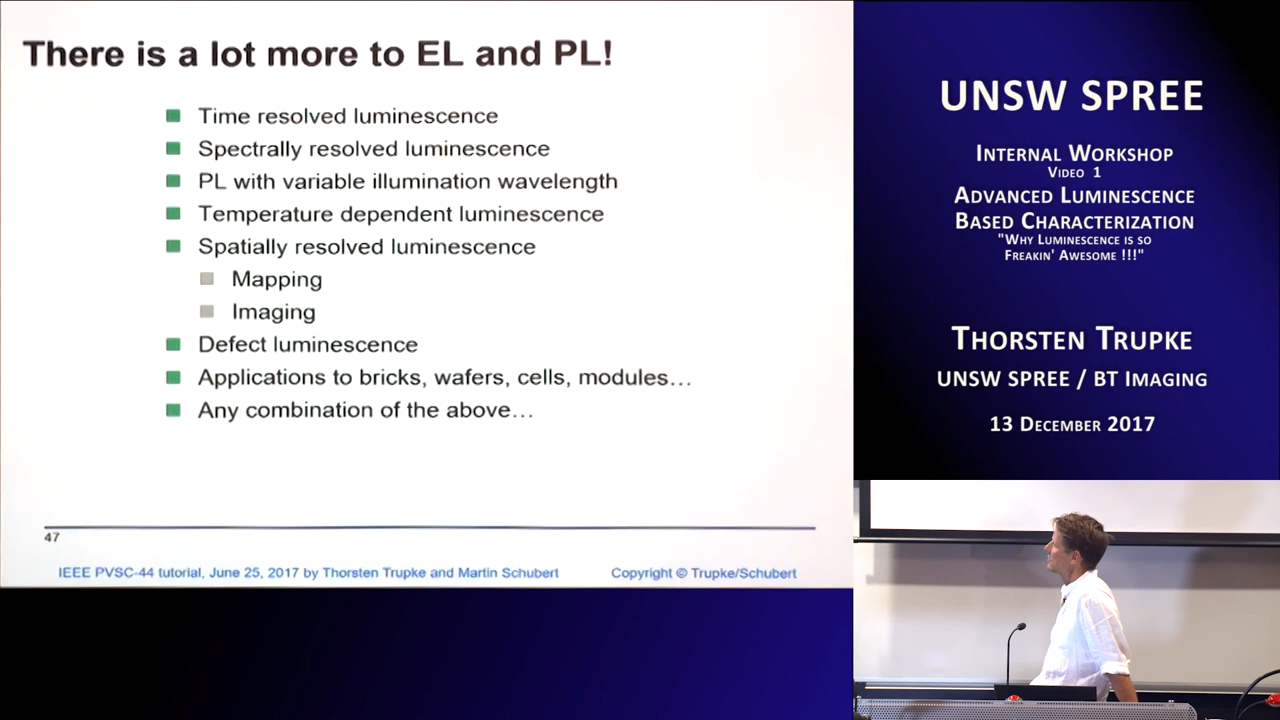 There is a lot more to EL and PL!
Time resolved luminescence
Spectrally resolved luminescence
PL with variable illumination wavelength
Temperature dependent luminescence
Spatially resolved luminescence
Mapping
Imaging
Defect luminescence
Applications to bricks, wafers, cells, modules…
Any combination of the above…
47
IEEE PVSC-44 tutorial, June 25, 2017 by Thorsten Trupke and Martin Schubert
Copyright © Trupke/Schubert
UNSW SPREE
Internal Workshop
Video 1
Advanced Luminescence
Based Characterization
"Why Luminescence is so
Freakin' Awesome !!!"
Thorsten Trupke
UNSW SPREE / BT Imaging
13 December 2017